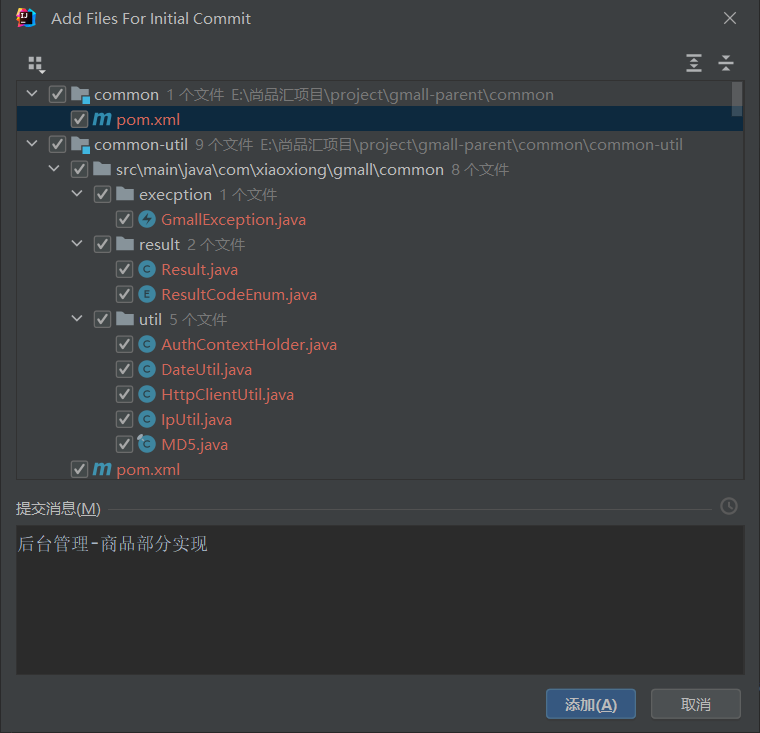 Add Files For Initial Commit
common 1 个文件 E:\尚品汇项目\project\gmall-parent\common
m pom.xml
common-util 9 个文件 E:\尚品汇项目\project\gmall-parent\common\common-util
src\main\java\com\xiaoxiong\gmall\common 8 个文件
execption 1 个文件
GmallException.java
result 2 个文件
C Result.java
E ResultCodeEnum.java
util 5 个文件
C AuthContextHolder.java
C DateUtil.java
C HttpClientUtil.java
C IpUtil.java
C MD5.java
m pom.xml
提交消息(M)
后台管理-商品部分实现
添加(A) 取消